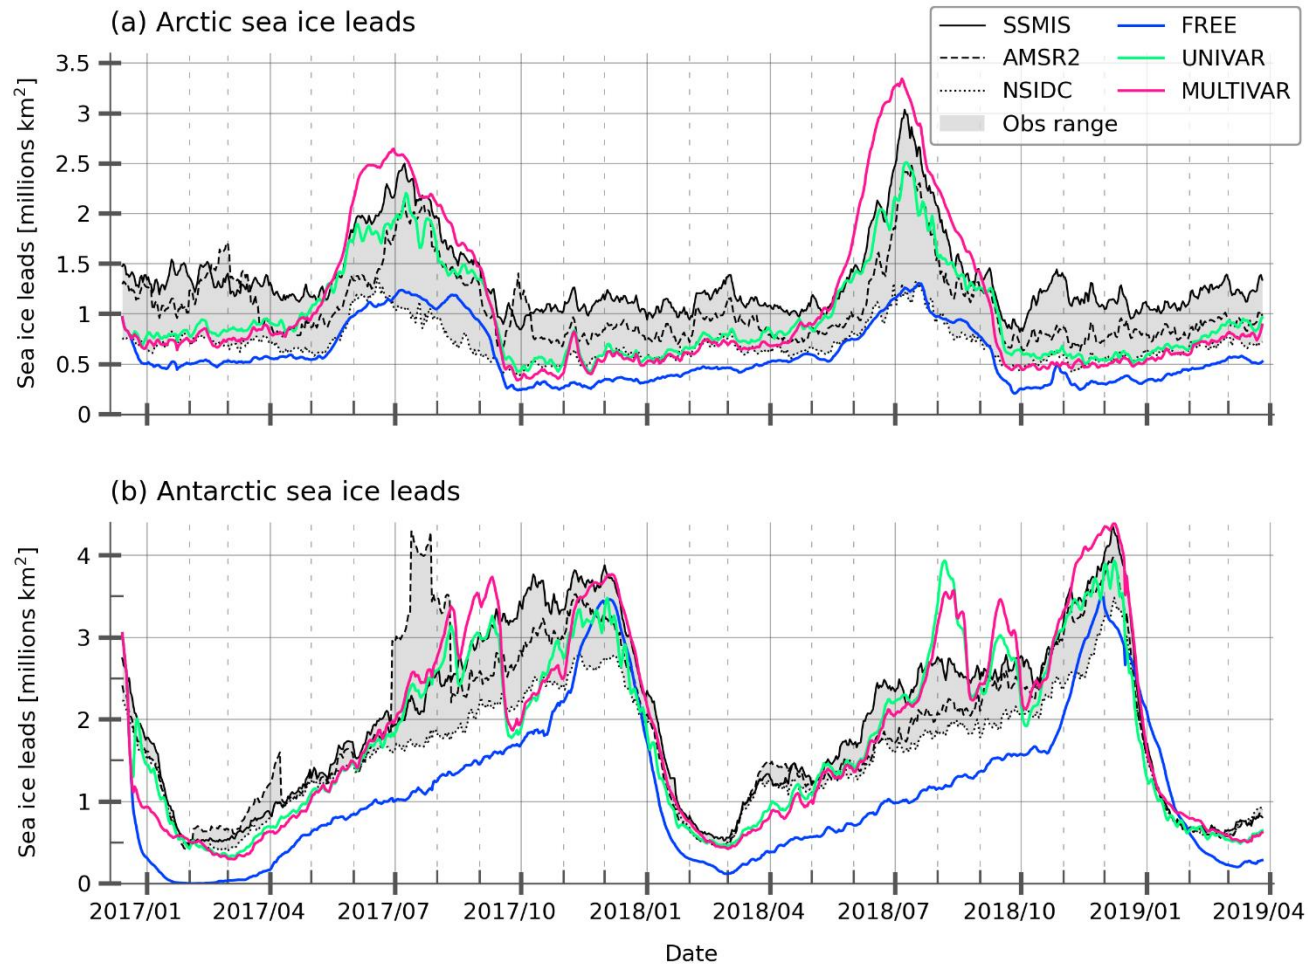 (a) Arctic sea ice leads
SSMIS
AMSR2
NSIDC
Obs range
FREE
UNIVAR
MULTIVAR
Sea ice leads [millions km²]
3.5
3
2.5
2
1.5
1
0.5
0
(b) Antarctic sea ice leads
Sea ice leads [millions km²]
4
3
2
1
0
2017/01 2017/04 2017/07 2017/10 2018/01 2018/04 2018/07 2018/10 2019/01 2019/04
Date